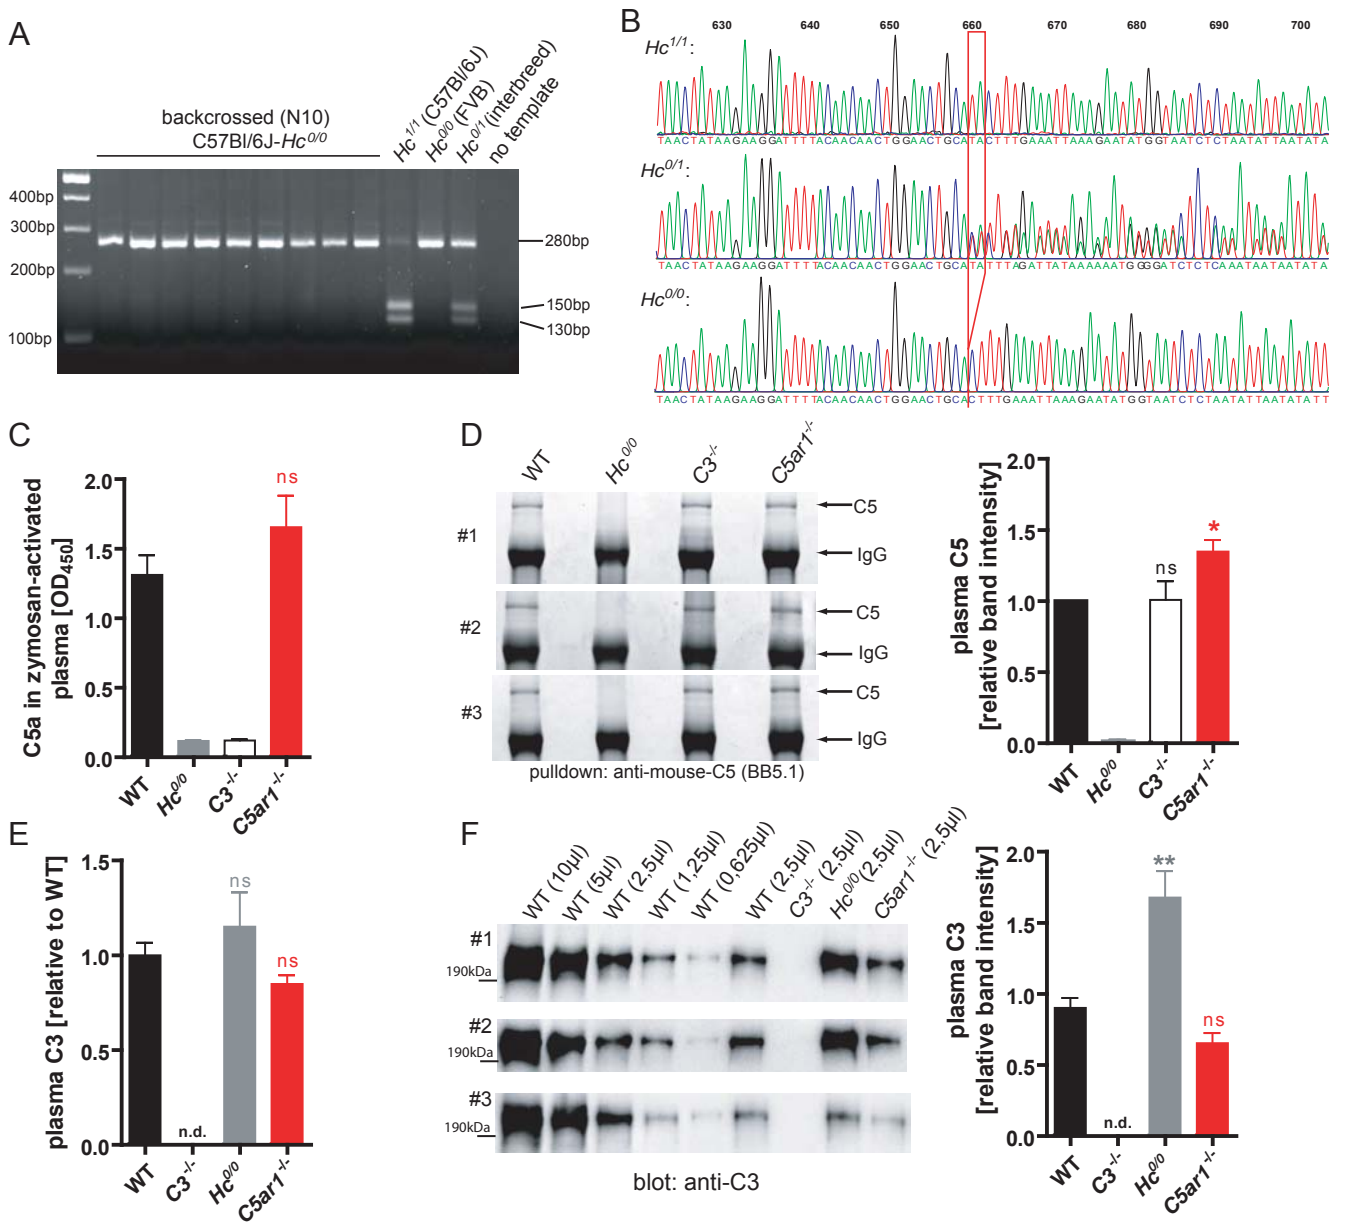 A
backcrossed (N10)
C57Bl/6J-Hc0/0
Hc1/1 (C57Bl/6J)
Hc0/0 (FVB)
Hc0/1 (interbreed)
no template
400bp
300bp
200bp
100bp
280bp
150bp
130bp
B
630 640 650 660 670 680 690 700
Hc1/1:
TAACTATAAGAAGGATTTTACAACAACTGGAACTGCATACTTTGAAATTAAAGAATATGGTAATCTCTAATATTAATATA
Hc0/1:
TAACTATAAGAAGGATTTTACAACAACTGGAACTGCATATTTAGATTATAAAAAATGGGGATCTCTCAAATAATAATATA
Hc0/0:
TAACTATAAGAAGGATTTTACAACAACTGGAACTGCACTTTGAAATTAAAGAATATGGTAATCTCTAATATTAATATATT
C
C5a in zymosan-activated
plasma [OD450]
2.0
1.5
1.0
0.5
0.0
ns
WT
Hc0/0
C3-/-
C5ar1-/-
D
WT
Hc0/0
C3-/-
C5ar1-/-
#1
C5
IgG
#2
C5
IgG
#3
C5
IgG
pulldown: anti-mouse-C5 (BB5.1)
plasma C5
[relative band intensity]
2.0
1.5
1.0
0.5
0.0
ns
*
WT
Hc0/0
C3-/-
C5ar1-/-
E
plasma C3 [relative to WT]
1.5
1.0
0.5
0.0
n.d.
ns
ns
WT
C3-/-
Hc0/0
C5ar1-/-
F
WT (10µl)
WT (5µl)
WT (2,5µl)
WT (1,25µl)
WT (0,625µl)
WT (2,5µl)
C3-/- (2,5µl)
Hc0/0 (2,5µl)
C5ar1-/- (2,5µl)
#1
190kDa
#2
190kDa
#3
190kDa
blot: anti-C3
plasma C3
[relative band intensity]
2.0
1.5
1.0
0.5
0.0
n.d.
**
ns
WT
C3-/-
Hc0/0
C5ar1-/-